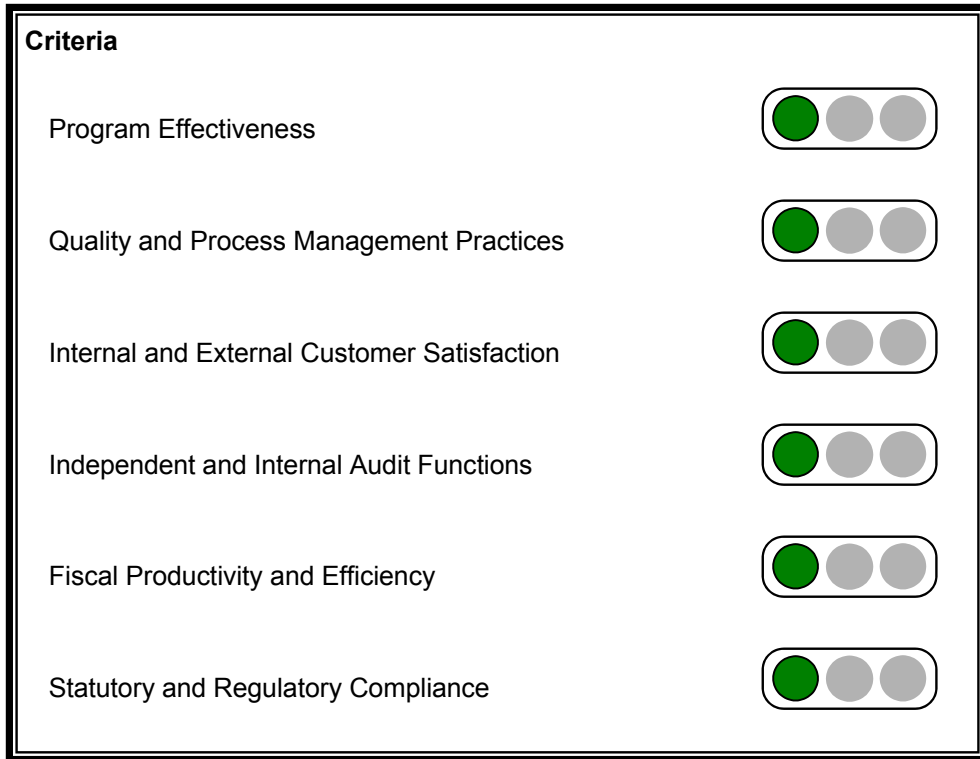 Criteria
Program Effectiveness
Quality and Process Management Practices
Internal and External Customer Satisfaction
Independent and Internal Audit Functions
Fiscal Productivity and Efficiency
Statutory and Regulatory Compliance